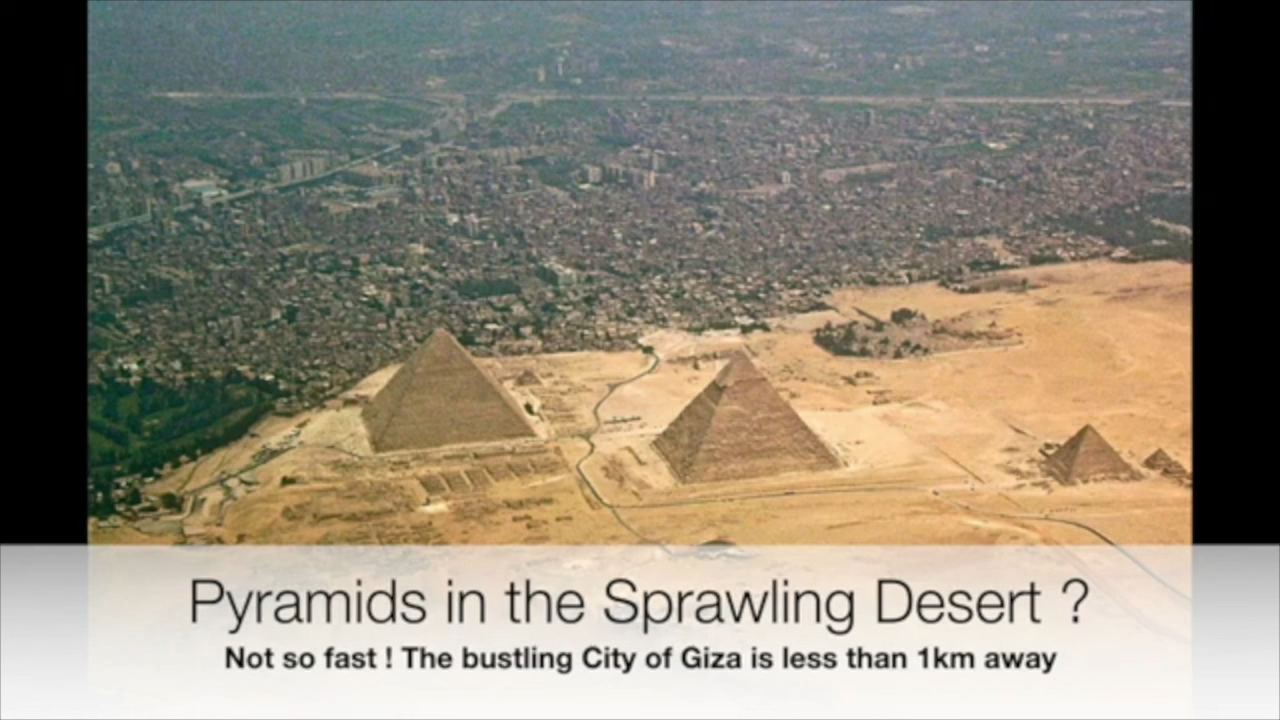 Pyramids in the Sprawling Desert ?
Not so fast ! The bustling City of Giza is less than 1km away